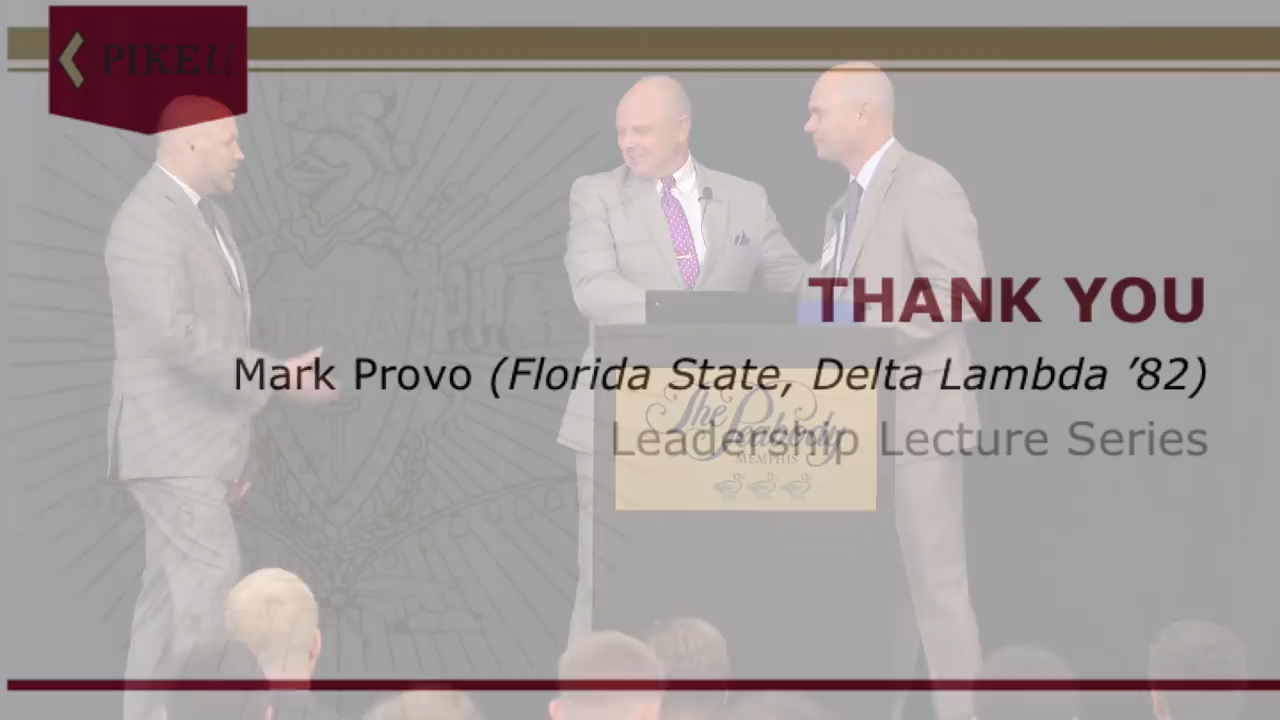 PIKEU
THANK YOU
Mark Provo (Florida State, Delta Lambda ’82)
Leadership Lecture Series
The Peabody
MEMPHIS